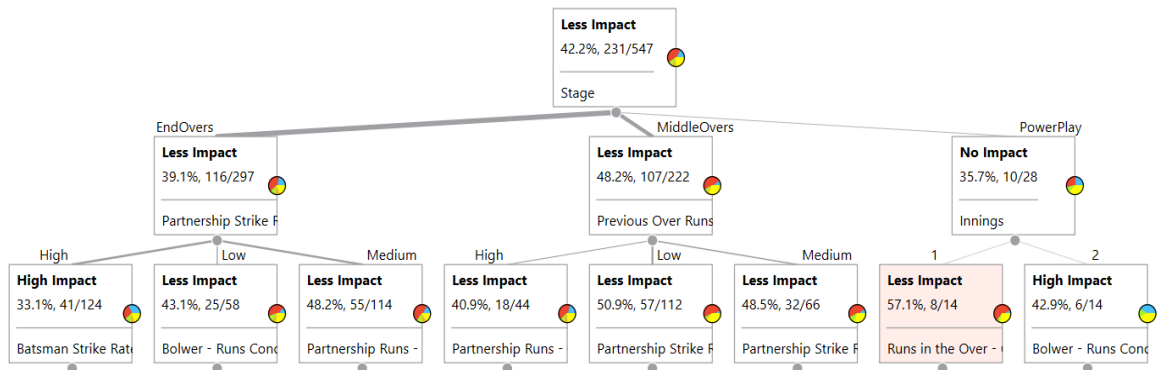 Less Impact
42.2%, 231/547
Stage
EndOvers
MiddleOvers
PowerPlay
Less Impact
39.1%, 116/297
Partnership Strike
Less Impact
48.2%, 107/222
Previous Over Runs
No Impact
35.7%, 10/28
Innings
High
Low
Medium
High
Low
Medium
1
2
High Impact
33.1%, 41/124
Batsman Strike Rate
Less Impact
43.1%, 25/58
Bolwer - Runs Conc
Less Impact
48.2%, 55/114
Partnership Runs -
Less Impact
40.9%, 18/44
Partnership Runs -
Less Impact
50.9%, 57/112
Partnership Strike
Less Impact
48.5%, 32/66
Partnership Strike
Less Impact
57.1%, 8/14
Runs in the Over -
High Impact
42.9%, 6/14
Bolwer - Runs Conc